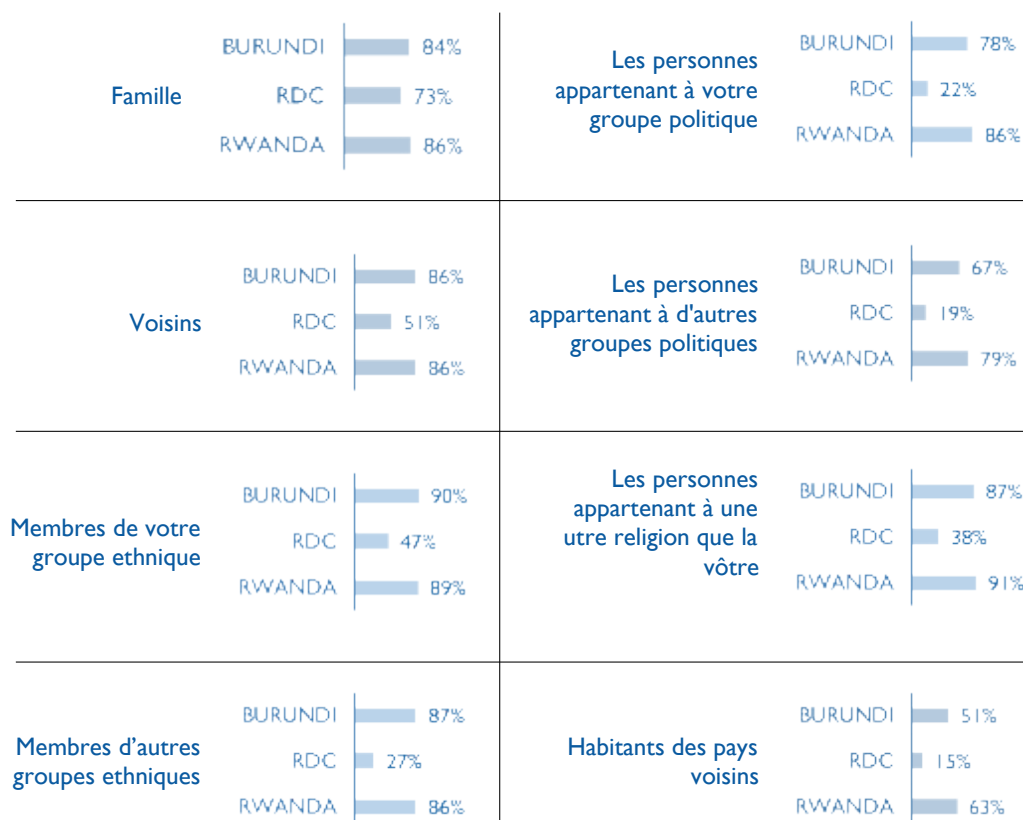 Famille
BURUNDI 84%
RDC 73%
RWANDA 86%
Les personnes
appartenant à votre
groupe politique
BURUNDI 78%
RDC 22%
RWANDA 86%
Voisins
BURUNDI 86%
RDC 51%
RWANDA 86%
Les personnes
appartenant à d'autres
groupes politiques
BURUNDI 67%
RDC 19%
RWANDA 79%
Membres de votre
groupe ethnique
BURUNDI 90%
RDC 47%
RWANDA 89%
Les personnes
appartenant à une
utre religion que la
vôtre
BURUNDI 87%
RDC 38%
RWANDA 91%
Membres d’autres
groupes ethniques
BURUNDI 87%
RDC 27%
RWANDA 86%
Habitants des pays
voisins
BURUNDI 51%
RDC 15%
RWANDA 63%